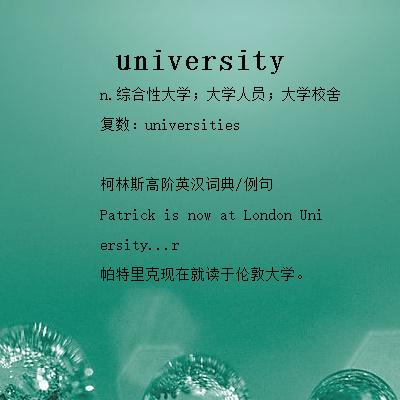 university
n.综合性大学；大学人员；大学校舍
复数：universities
柯林斯高阶英汉词典/例句
Patrick is now at London Uni
ersity...r
帕特里克现在就读于伦敦大学。